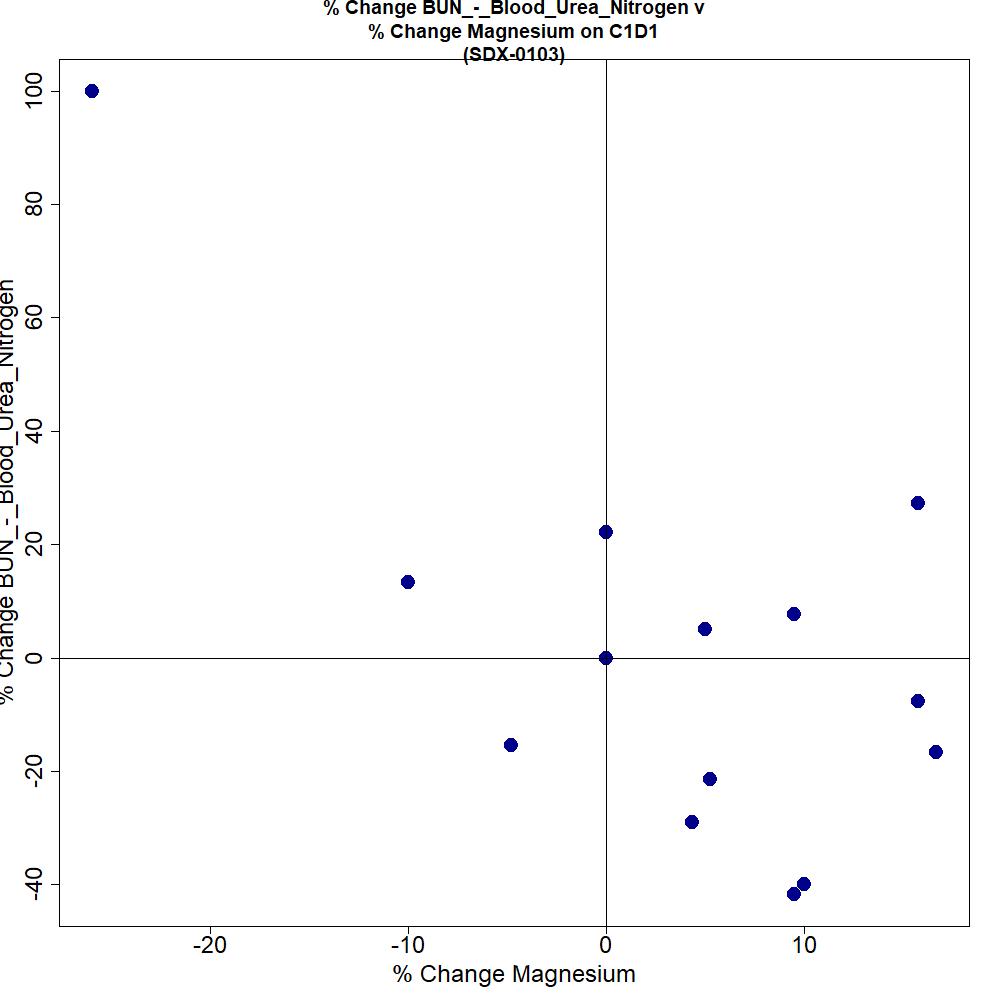 % Change BUN_-_Blood_Urea_Nitrogen v
% Change Magnesium on C1D1
(SDX-0103)
% Change BUN_-_Blood_Urea_Nitrogen
100
80
60
40
20
0
-20
-40
-20
-10
0
10
% Change Magnesium